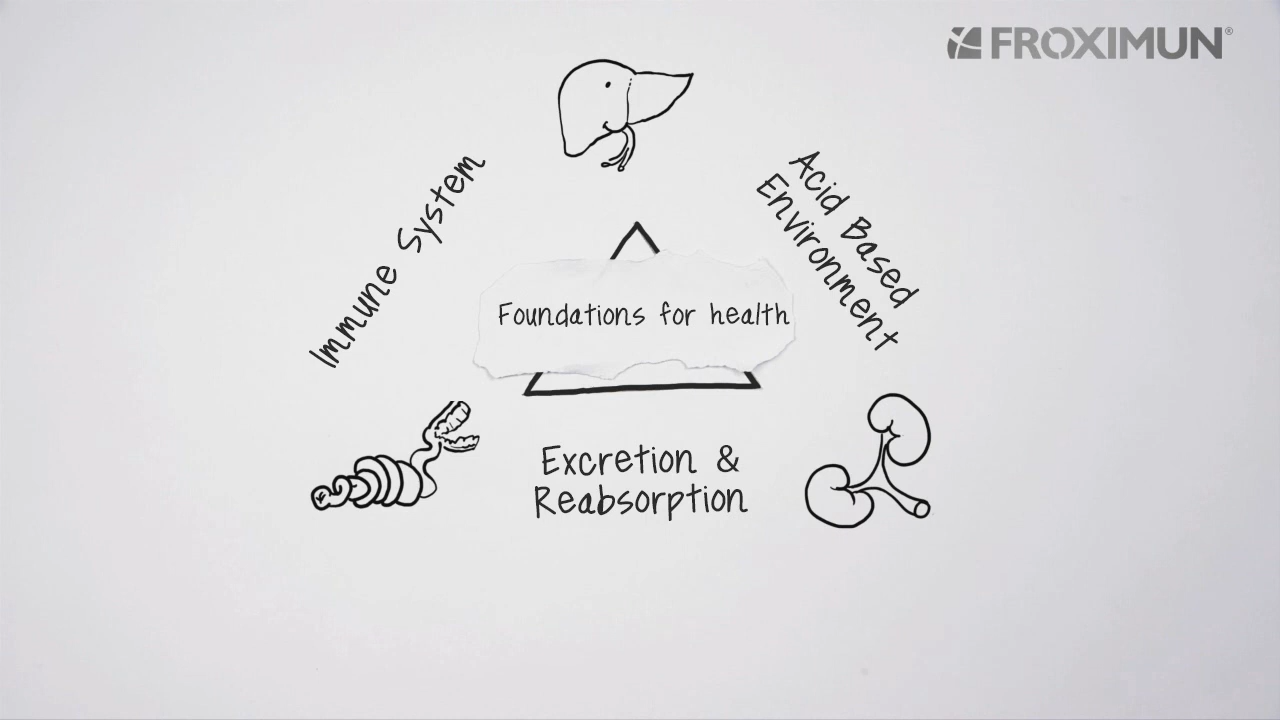 FROXIMUN®
Immune System
Acid Based
Environment
Foundations for health
Excretion &
Reabsorption